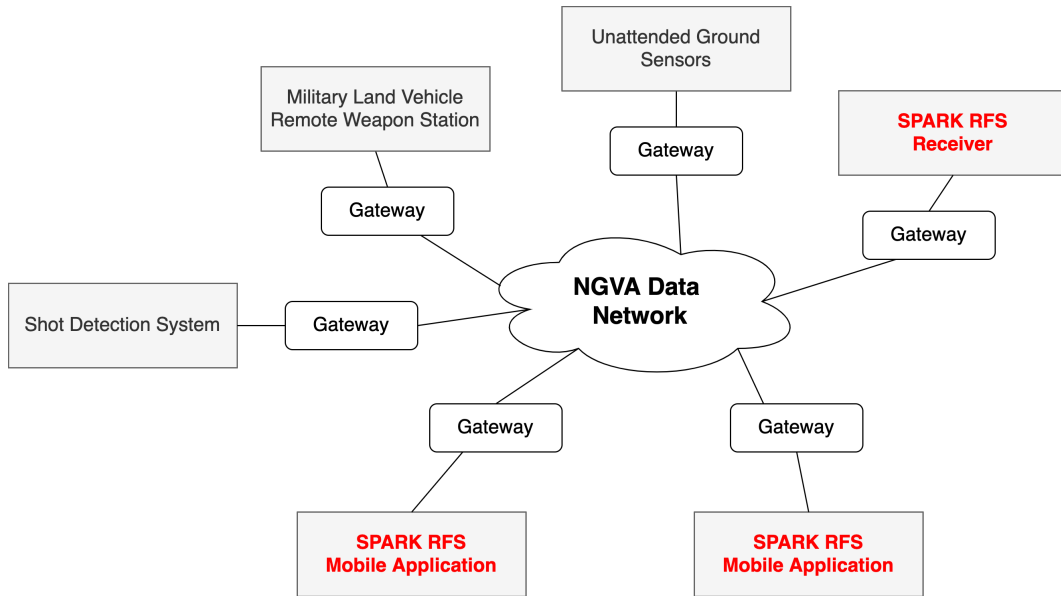 Unattended Ground
Sensors
Military Land Vehicle
Remote Weapon Station
SPARK RFS
Receiver
Gateway
Gateway
Gateway
NGVA Data
Network
Shot Detection System
Gateway
Gateway
Gateway
SPARK RFS
Mobile Application
SPARK RFS
Mobile Application